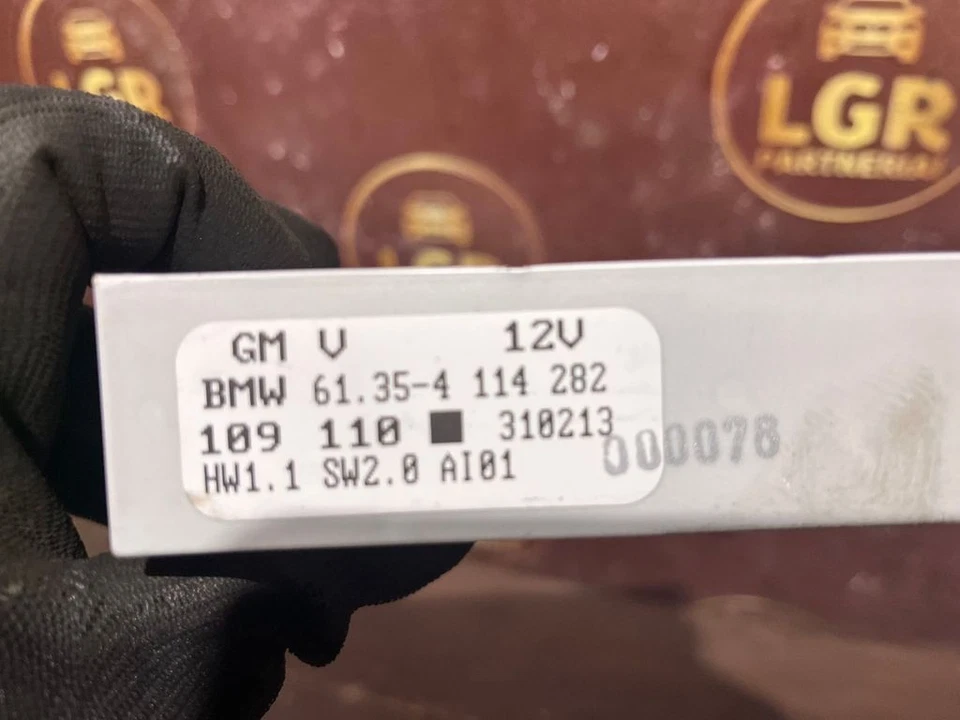 LGR
LGR
PARTNERIAI
LGR
GM V 12V
BMW 61.35-4 114 282
109 110 ■ 310213
HW1.1 SW2.0 AI01
000078